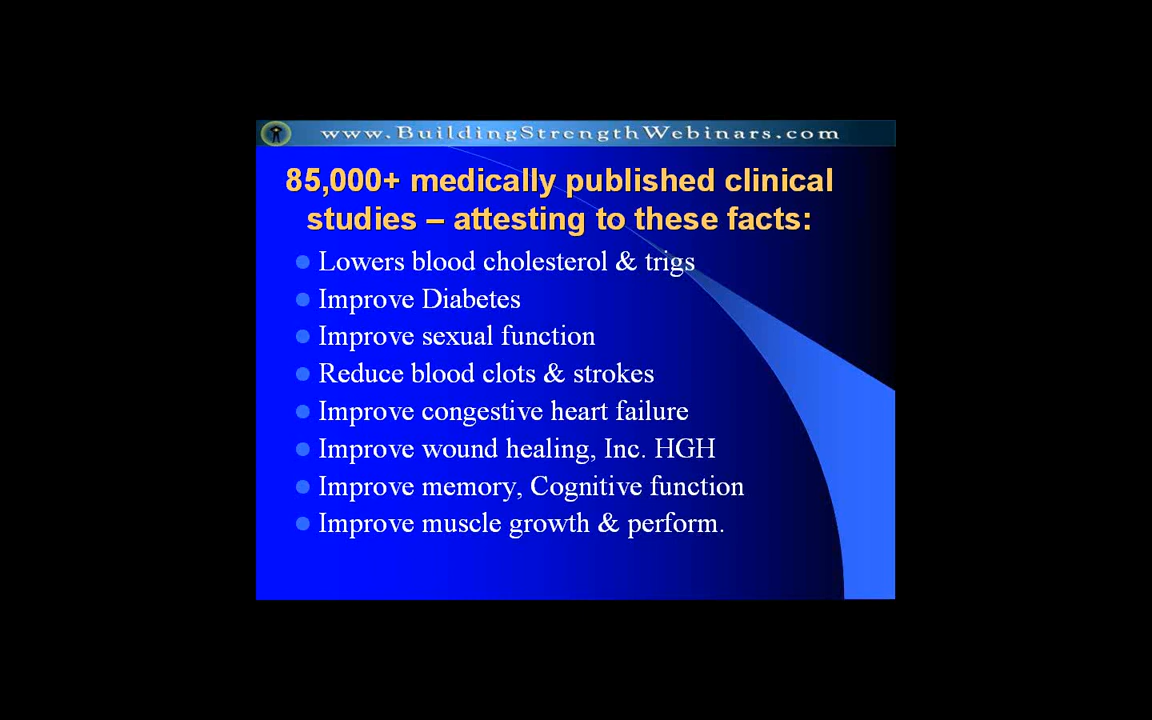 www.BuildingStrengthWebinars.com
85,000+ medically published clinical
studies – attesting to these facts:
Lowers blood cholesterol & trigs
Improve Diabetes
Improve sexual function
Reduce blood clots & strokes
Improve congestive heart failure
Improve wound healing, Inc. HGH
Improve memory, Cognitive function
Improve muscle growth & perform.